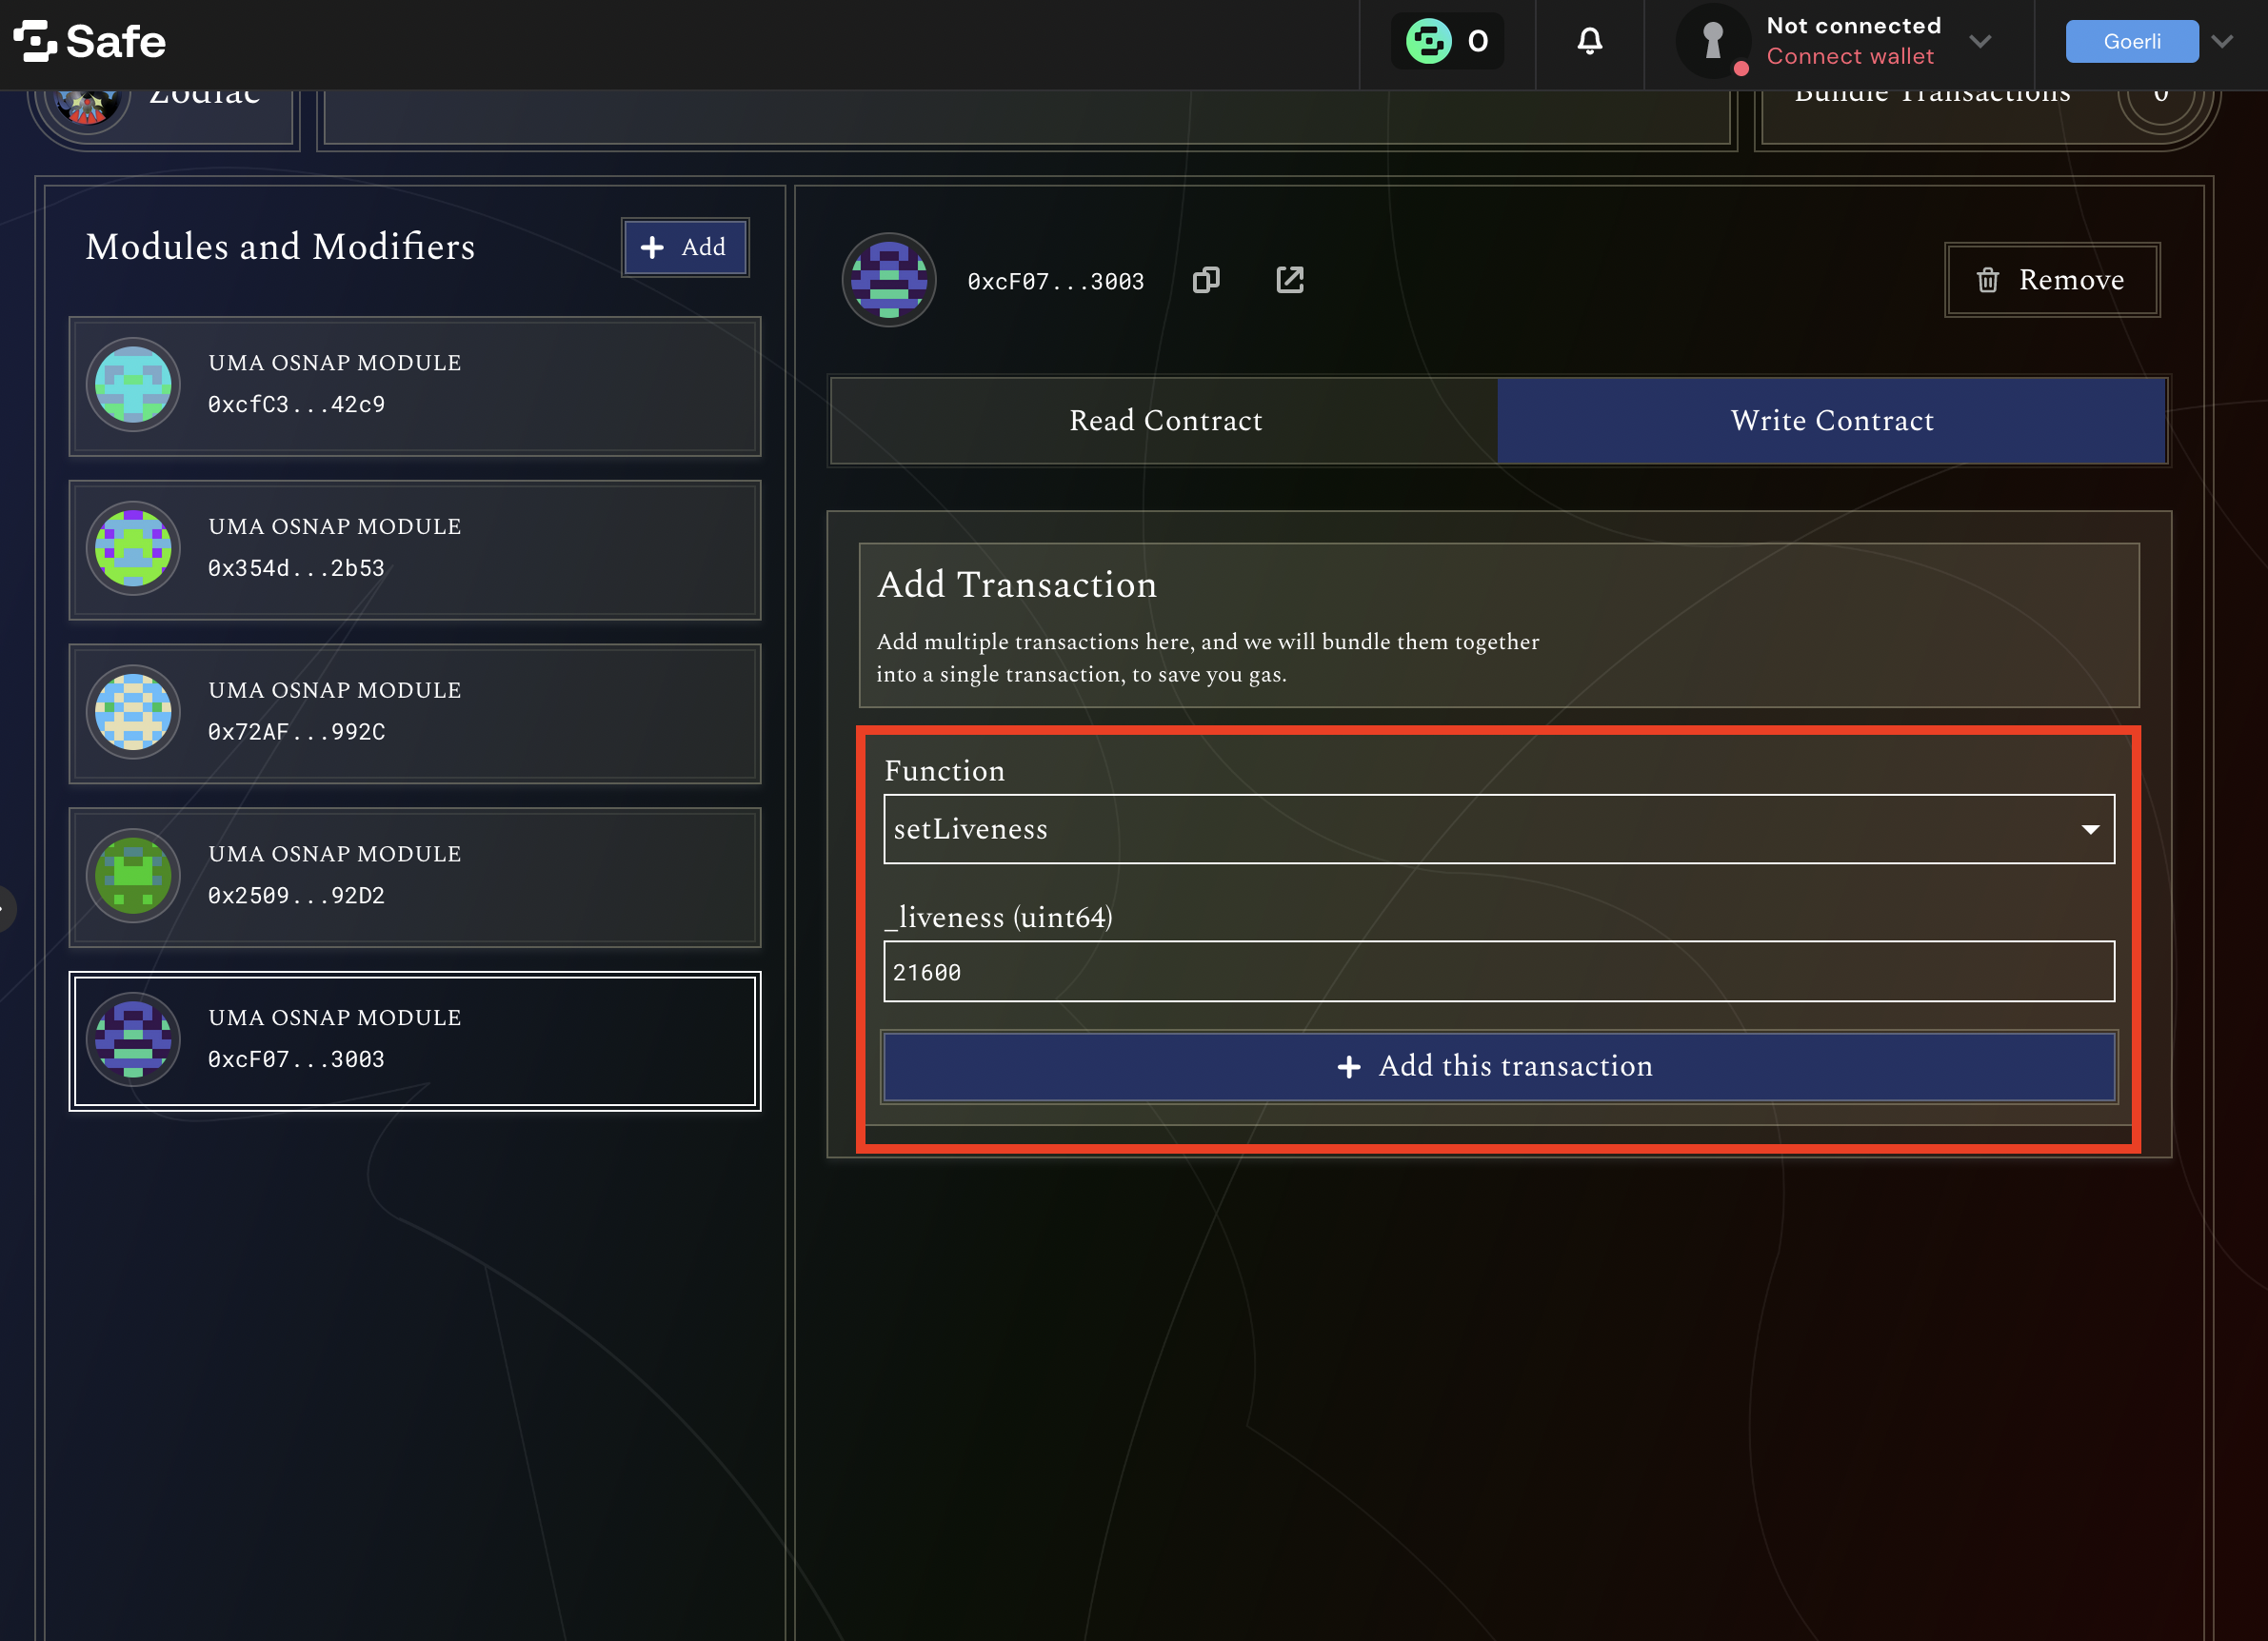 Safe
0
Not connected
Connect wallet
Goerli
Zodiac
Bundle Transactions
0
Modules and Modifiers
Add
UMA OSNAP MODULE
0xcfC3...42c9
UMA OSNAP MODULE
0x354d...2b53
UMA OSNAP MODULE
0x72AF...992C
UMA OSNAP MODULE
0x2509...92D2
UMA OSNAP MODULE
0xcF07...3003
0xcF07...3003
Remove
Read Contract
Write Contract
Add Transaction
Add multiple transactions here, and we will bundle them together
into a single transaction, to save you gas.
Function
setLiveness
_liveness (uint64)
21600
Add this transaction